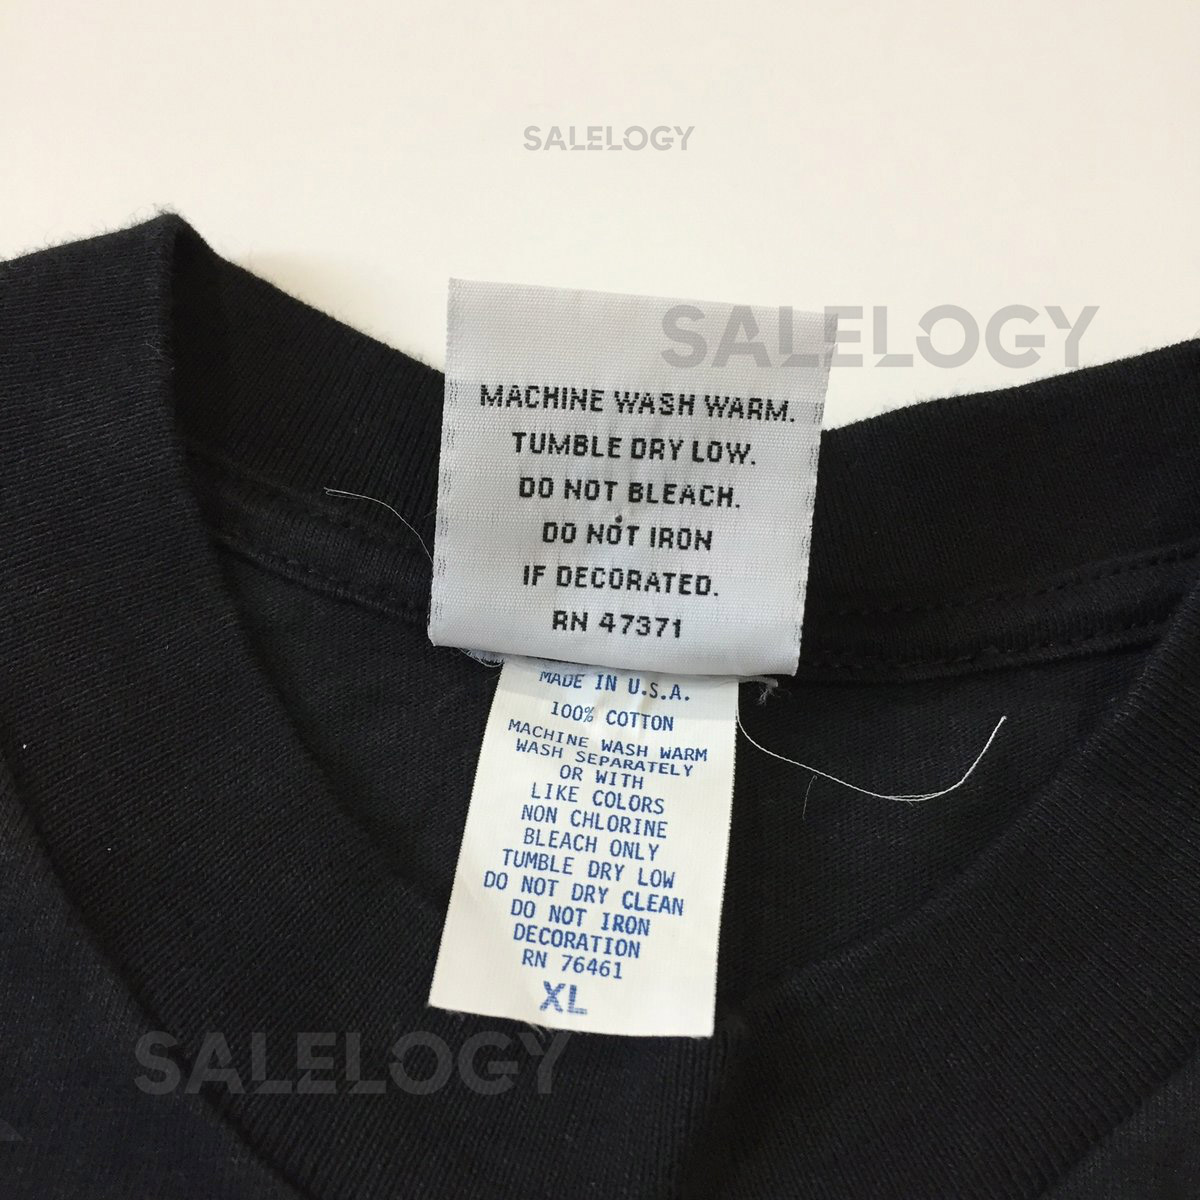 SALELOGY
SALELOGY
MACHINE WASH WARM.
TUMBLE DRY LOW.
DO NOT BLEACH.
DO NOT IRON
IF DECORATED.
RN 47371
MADE IN U.S.A.
100% COTTON
MACHINE WASH WARM
WASH SEPARATELY
OR WITH
LIKE COLORS
NON CHLORINE
BLEACH ONLY
TUMBLE DRY LOW
DO NOT DRY CLEAN
DO NOT IRON
DECORATION
RN 76461
XL
SALELOGY